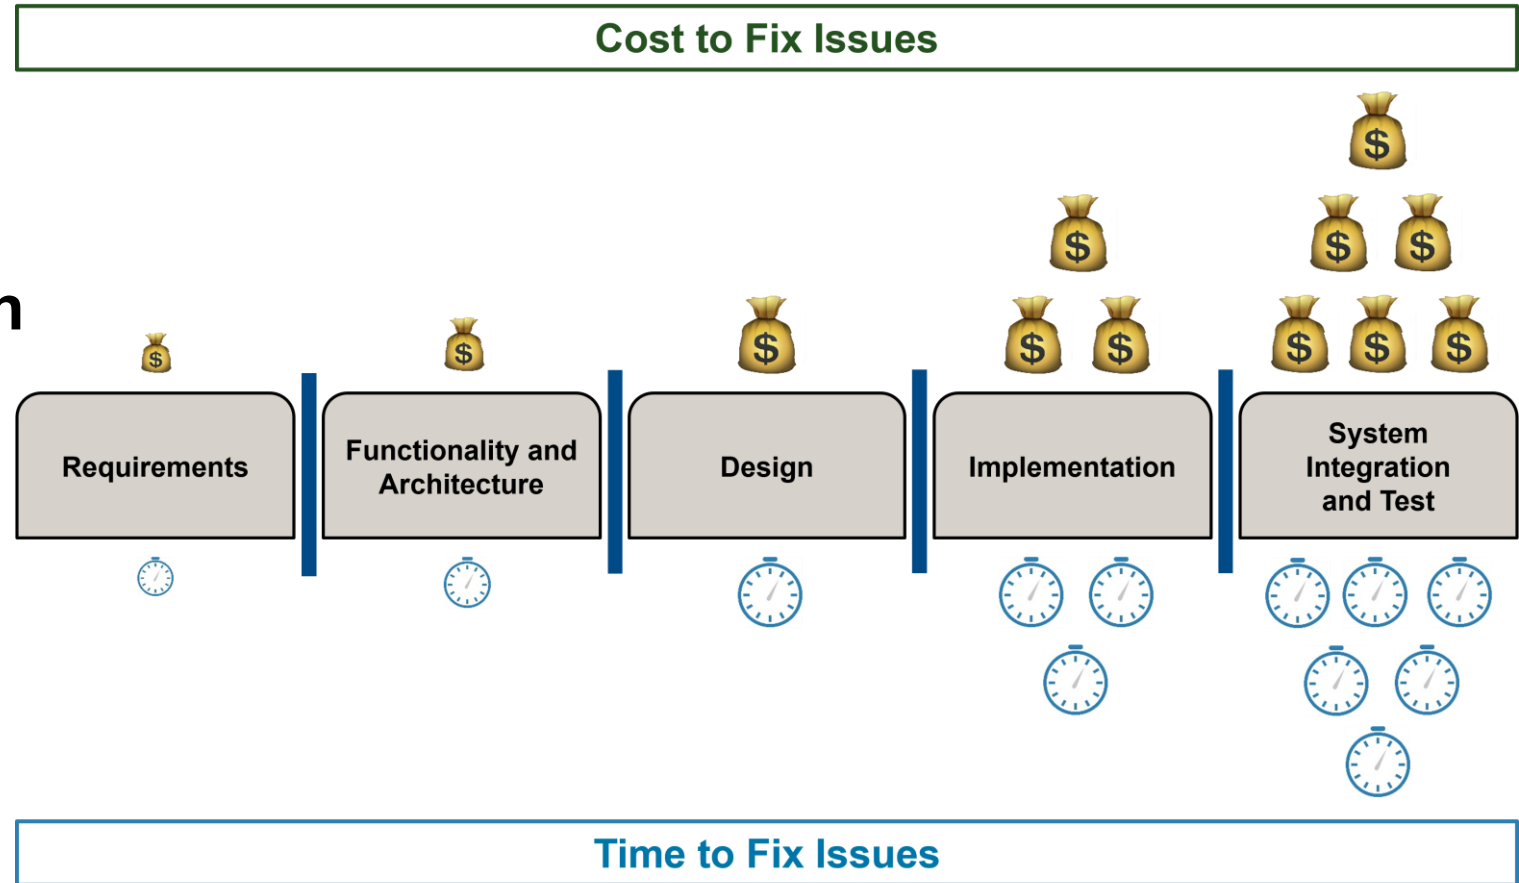 Cost to Fix Issues
$
$ $
$ $ $ $ $ $ $ $
n
Requirements
Functionality and
Architecture
Design
Implementation
System
Integration
and Test
Time to Fix Issues